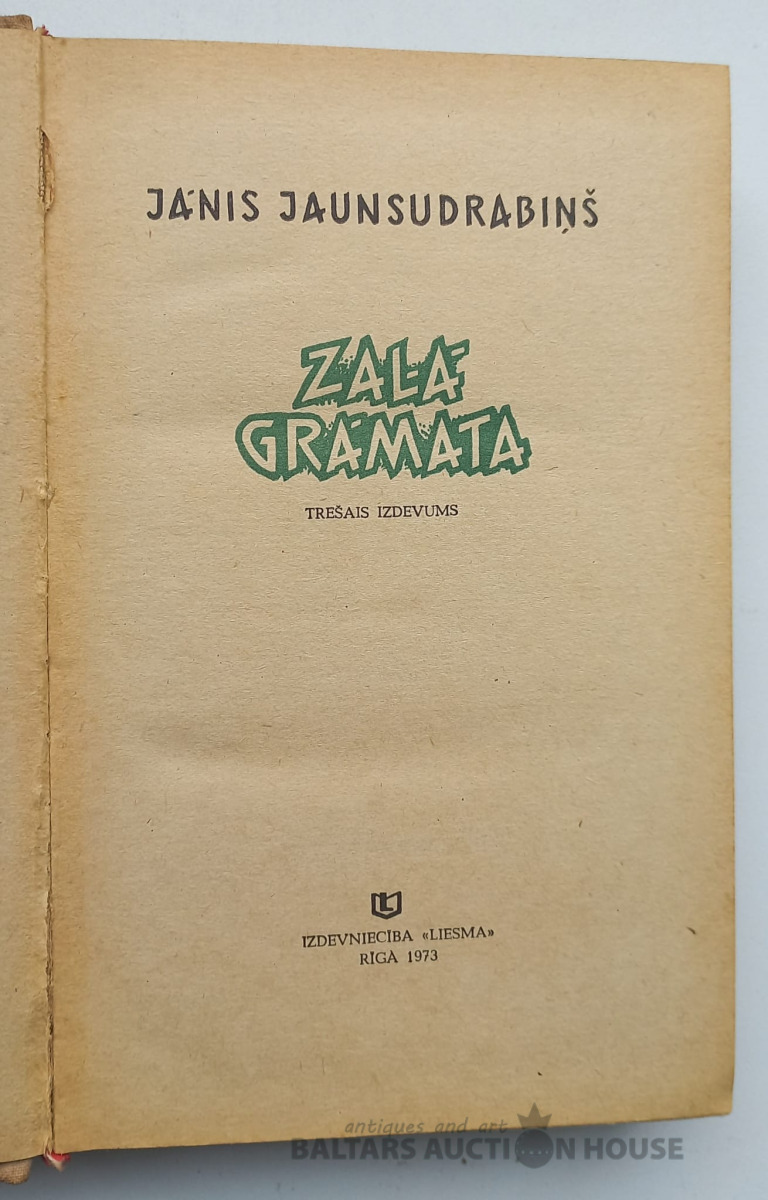 JĀNIS JAUNSUDRABIŅŠ
ZAĻĀ
GRĀMATA
TREŠAIS IZDEVUMS
IZDEVNIECĪBA «LIESMA»
RĪGĀ 1973
antiques and art
BALTARS AUCTION HOUSE